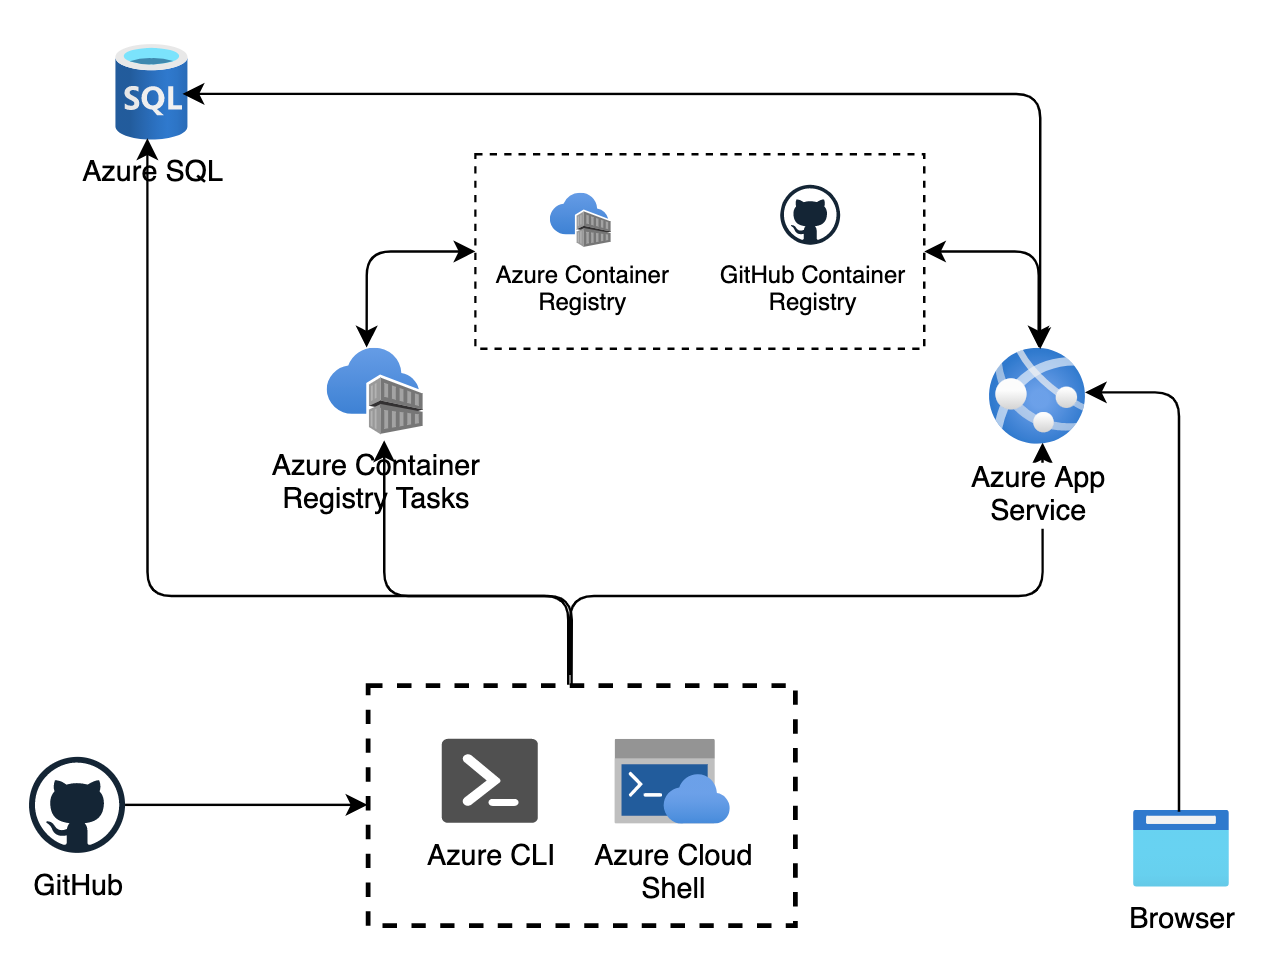 SQL
Azure SQL
Azure Container
Registry
GitHub Container
Registry
Azure Container
Registry Tasks
Azure App
Service
Azure CLI
Azure Cloud
Shell
GitHub
Browser